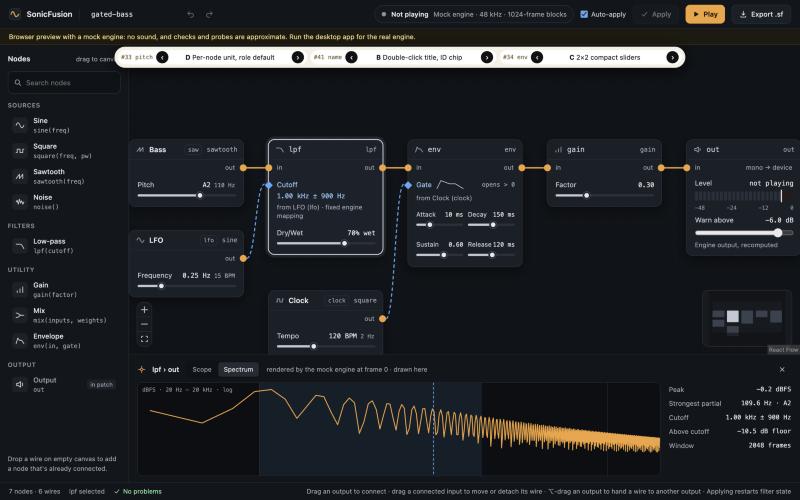 SonicFusion
gated-bass
Not playing Mock engine · 48 kHz · 1024-frame blocks
Auto-apply
Apply
Play
Export .sf
Browser preview with a mock engine: no sound, and checks and probes are approximate. Run the desktop app for the real engine.
#33 pitch
D Per-node unit, role default
#41 name
B Double-click title, ID chip
#34 env
C 2×2 compact sliders
Nodes
Search nodes
SOURCES
Sine
sine(freq)
Square
square(freq, pw)
Sawtooth
sawtooth(freq)
Noise
noise()
FILTERS
Low-pass
lpf(cutoff)
UTILITY
Gain
gain(factor)
Mix
mix(inputs, weights)
Envelope
env(in, gate)
OUTPUT
Output
out
in patch
Drop a wire on empty canvas to add
a node that's already connected.
Bass saw sawtooth
out
Pitch A2 110 Hz
LFO lfo sine
out
Frequency 0.25 Hz 15 BPM
lpf lpf
in out
Cutoff
1.00 kHz ± 900 Hz
from LFO (lfo) · fixed engine
mapping
Dry/Wet 70% wet
Clock clock square
out
Tempo 120 BPM 2 Hz
env env
in out
Gate opens > 0
from Clock (clock)
Attack 10 ms Decay 150 ms
Sustain 0.60 Release 120 ms
gain gain
in out
Factor 0.30
out out
in mono → device
Level not playing
−48 −24 −12 0
Warn above −6.0 dB
Engine output, recomputed
React Flow
lpf › out
Scope
Spectrum
rendered by the mock engine at frame 0 · drawn here
dBFS · 20 Hz – 20 kHz · log
Peak −0.2 dBFS
Strongest partial 109.6 Hz · A2
Cutoff 1.00 kHz ± 900 Hz
Above cutoff −10.5 dB floor
Window 2048 frames
7 nodes · 6 wires
lpf selected
No problems
Drag an output to connect · drag a connected input to move or detach its wire · ⌥-drag an output to hand a wire to another output · Applying restarts filter state